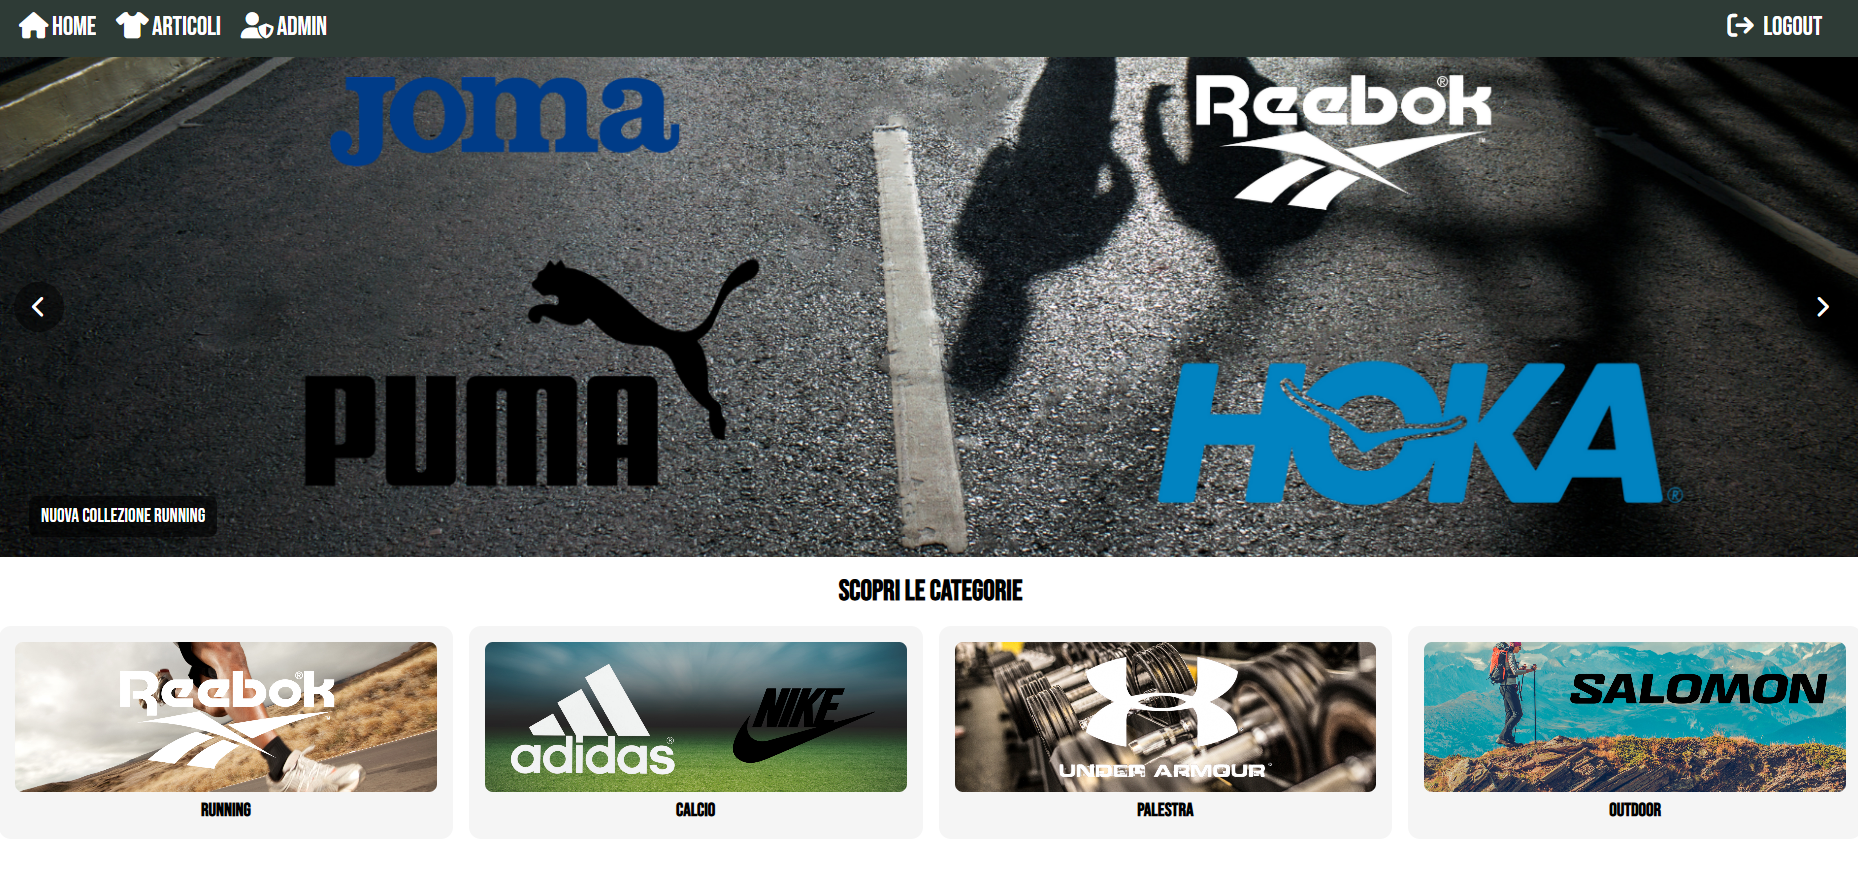 HOME ARTICOLI ADMIN LOGOUT
Joma
Reebok®
PUMA
HOKA®
NUOVA COLLEZIONE RUNNING
SCOPRI LE CATEGORIE
Reebok®
adidas®
NIKE
UNDER ARMOUR
SALOMON
RUNNING
CALCIO
PALESTRA
OUTDOOR